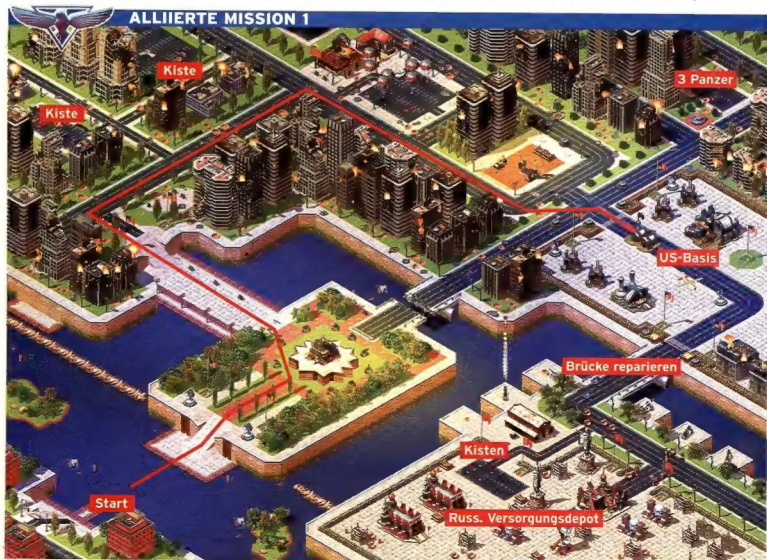 ALLIIERTE MISSION 1
Kiste
Kiste
3 Panzer
US-Basis
Brücke reparieren
Kisten
Start
Russ. Versorgungsdepot